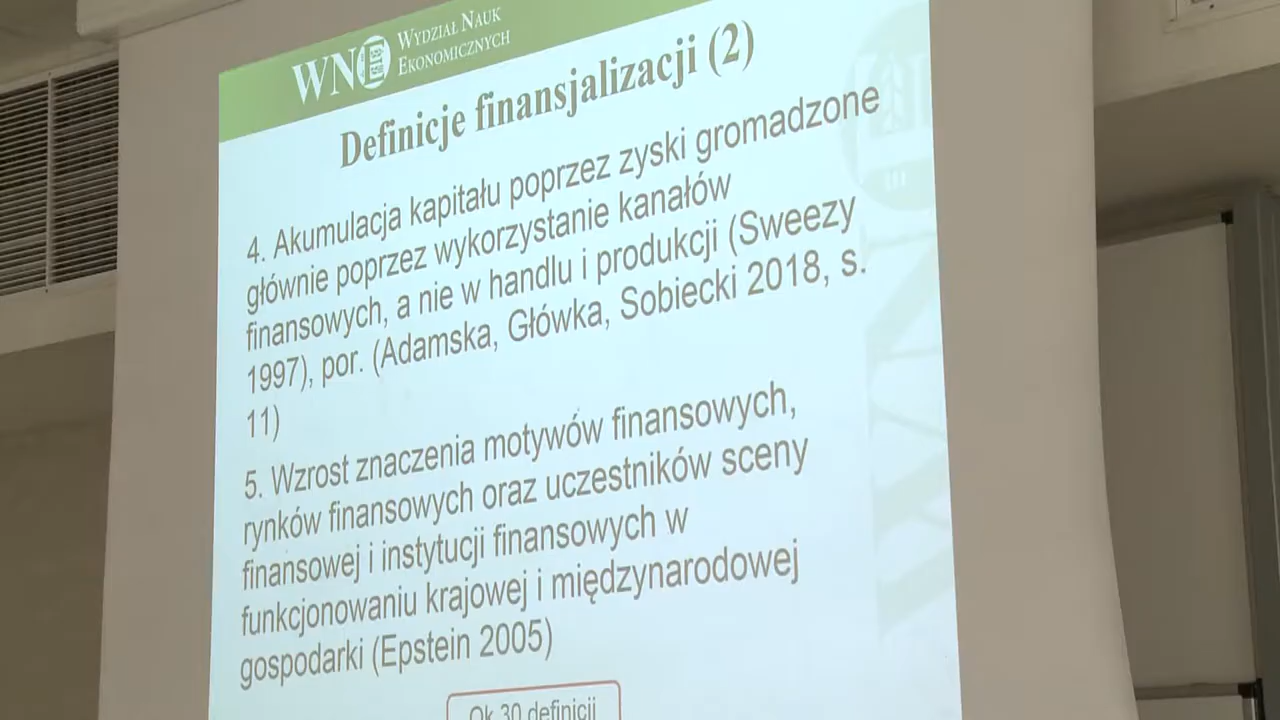 WNE WYDZIAŁ NAUK
EKONOMICZNYCH
Definicje finansjalizacji (2)
4. Akumulacja kapitału poprzez zyski gromadzone
głównie poprzez wykorzystanie kanałów
finansowych, a nie w handlu i produkcji (Sweezy
1997), por. (Adamska, Główka, Sobiecki 2018, s.
11)
5. Wzrost znaczenia motywów finansowych,
rynków finansowych oraz uczestników sceny
finansowej i instytucji finansowych w
funkcjonowaniu krajowej i międzynarodowej
gospodarki (Epstein 2005)
Ok 30 definicji